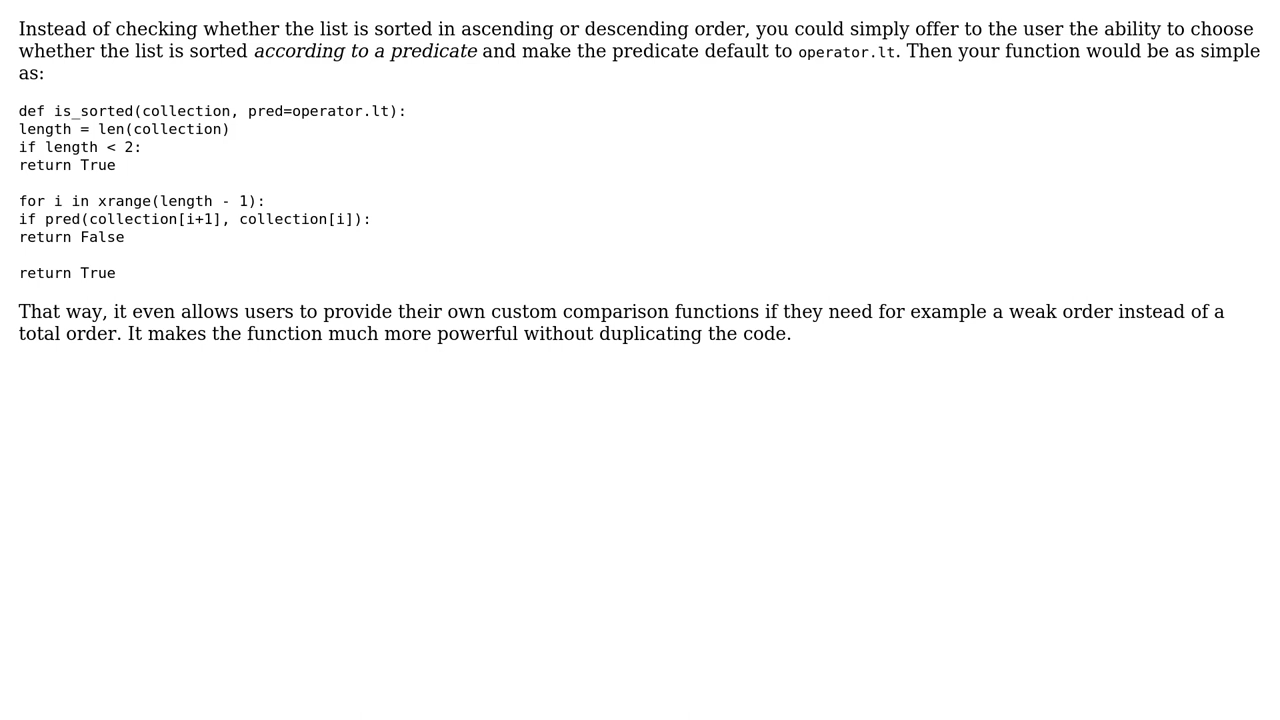 Instead of checking whether the list is sorted in ascending or descending order, you could simply offer to the user the ability to choose
whether the list is sorted according to a predicate and make the predicate default to operator.lt. Then your function would be as simple
as:
def is_sorted(collection, pred=operator.lt):
length = len(collection)
if length < 2:
return True
for i in xrange(length - 1):
if pred(collection[i+1], collection[i]):
return False
return True
That way, it even allows users to provide their own custom comparison functions if they need for example a weak order instead of a
total order. It makes the function much more powerful without duplicating the code.